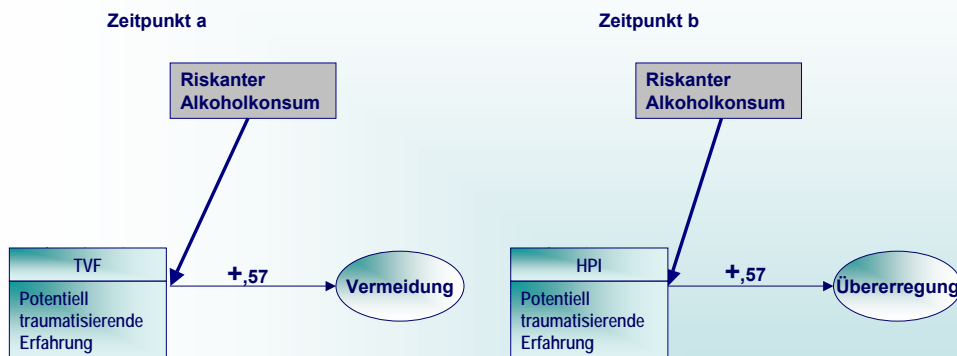 Zeitpunkt a
Riskanter
Alkoholkonsum
TVF
Potentiell
traumatisierende
Erfahrung
+,57
Vermeidung
Zeitpunkt b
Riskanter
Alkoholkonsum
HPI
Potentiell
traumatisierende
Erfahrung
+,57
Übererregung